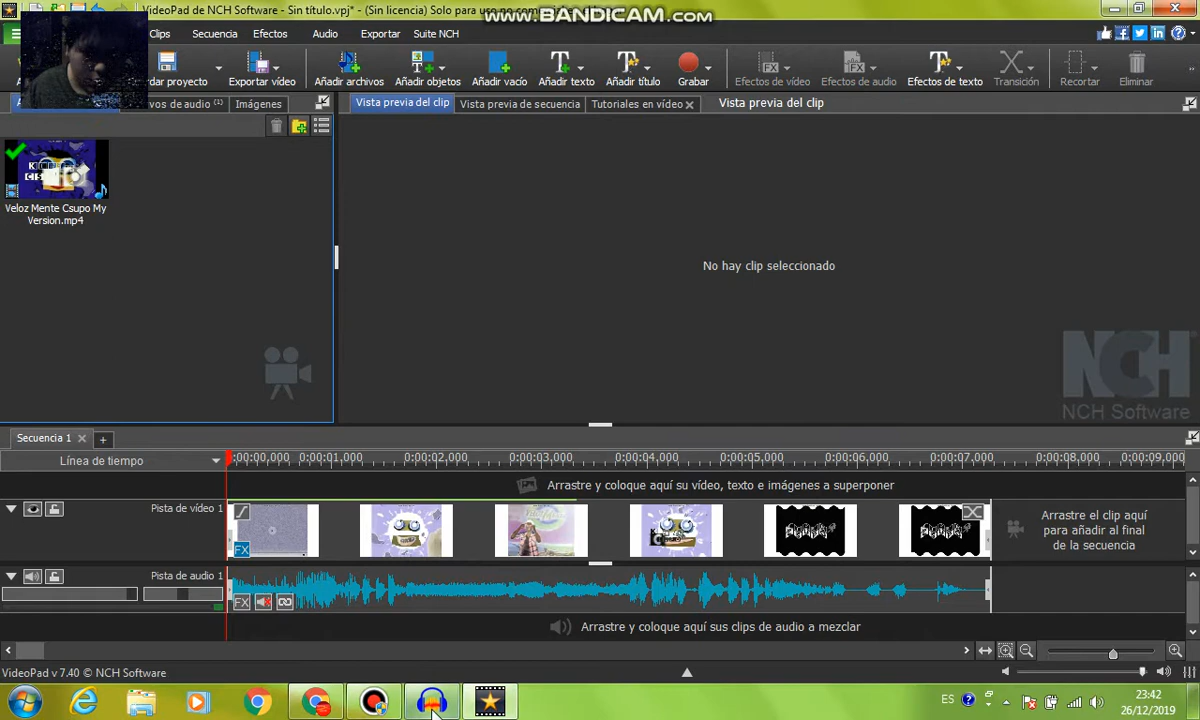 VideoPad de NCH Software - Sin título.vpj* - (Sin licencia) Solo para uso no com
www.BANDICAM.com
Clips Secuencia Efectos Audio Exportar Suite NCH
dar proyecto Exportar vídeo Añadir archivos Añadir objetos Añadir vacío Añadir texto Añadir título Grabar Efectos de vídeo Efectos de audio Efectos de texto Transición Recortar Eliminar
vos de audio (1) Imágenes Vista previa del clip Vista previa de secuencia Tutoriales en vídeo Vista previa del clip
Veloz Mente Csupo My
Version.mp4
No hay clip seleccionado
NCH
NCH Software
Secuencia 1
Línea de tiempo
0:00:00,000 0:00:01,000 0:00:02,000 0:00:03,000 0:00:04,000 0:00:05,000 0:00:06,000 0:00:07,000 0:00:08,000 0:00:09,000
Arrastre y coloque aquí su vídeo, texto e imágenes a superponer
Pista de vídeo 1
FX
Arrastre el clip aquí
para añadir al final
de la secuencia
Pista de audio 1
FX
Arrastre y coloque aquí sus clips de audio a mezclar
VideoPad v 7.40 © NCH Software
ES
23:42
26/12/2019